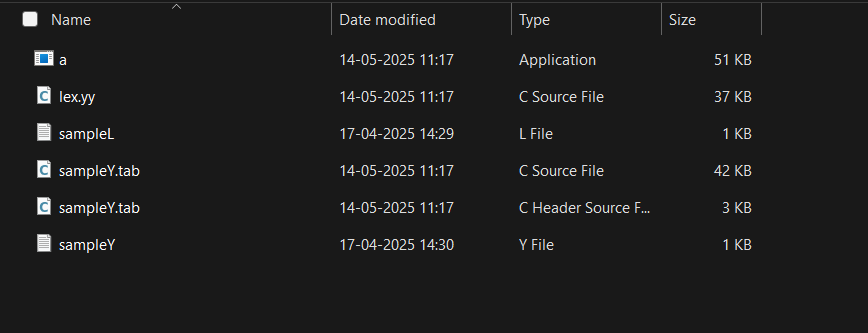 Name Date modified Type Size
a 14-05-2025 11:17 Application 51 KB
lex.yy 14-05-2025 11:17 C Source File 37 KB
sampleL 17-04-2025 14:29 L File 1 KB
sampleY.tab 14-05-2025 11:17 C Source File 42 KB
sampleY.tab 14-05-2025 11:17 C Header Source F... 3 KB
sampleY 17-04-2025 14:30 Y File 1 KB